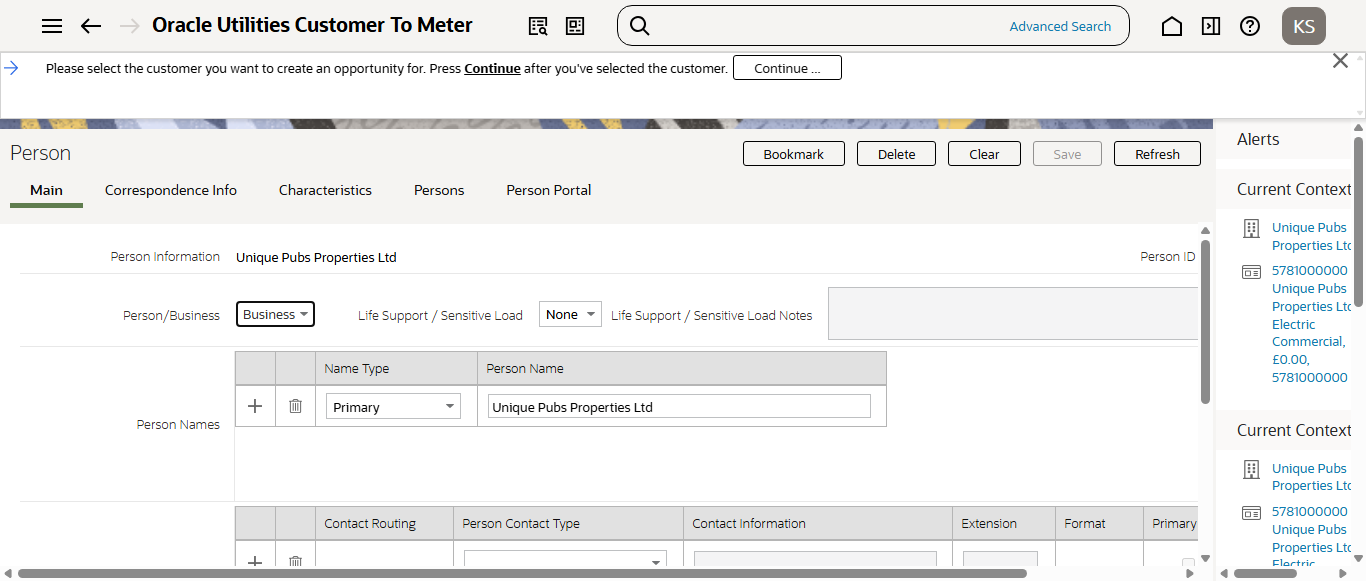 Oracle Utilities Customer To Meter
Advanced Search
KS
Please select the customer you want to create an opportunity for. Press Continue after you've selected the customer.
Continue ...
Person
Bookmark
Delete
Clear
Save
Refresh
Main
Correspondence Info
Characteristics
Persons
Person Portal
Person Information
Unique Pubs Properties Ltd
Person ID
Person/Business
Business
Life Support / Sensitive Load
None
Life Support / Sensitive Load Notes
Name Type
Person Name
Person Names
Primary
Unique Pubs Properties Ltd
Contact Routing
Person Contact Type
Contact Information
Extension
Format
Primary
Alerts
Current Context
Unique Pubs
Properties Ltd
5781000000
Unique Pubs
Properties Ltd
Electric
Commercial,
£0.00,
5781000000
Current Context
Unique Pubs
Properties Ltd
5781000000
Unique Pubs
Properties Ltd
Electric